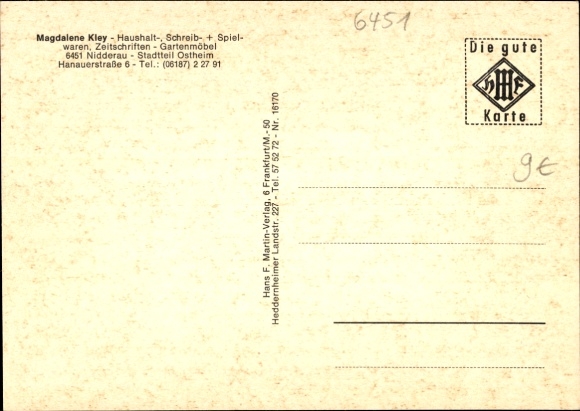 6451
Magdalene Kley - Haushalt-, Schreib- + Spiel-
waren, Zeitschriften - Gartenmöbel
6451 Nidderau - Stadtteil Ostheim
Hanauerstraße 6 - Tel.: (06187) 2 27 91
Die gute
HMF
Karte
9€
Hans F. Martin-Verlag, 6 Frankfurt/M.-50
Heddernheimer Landstr. 227 - Tel. 57 52 72 - Nr. 16170